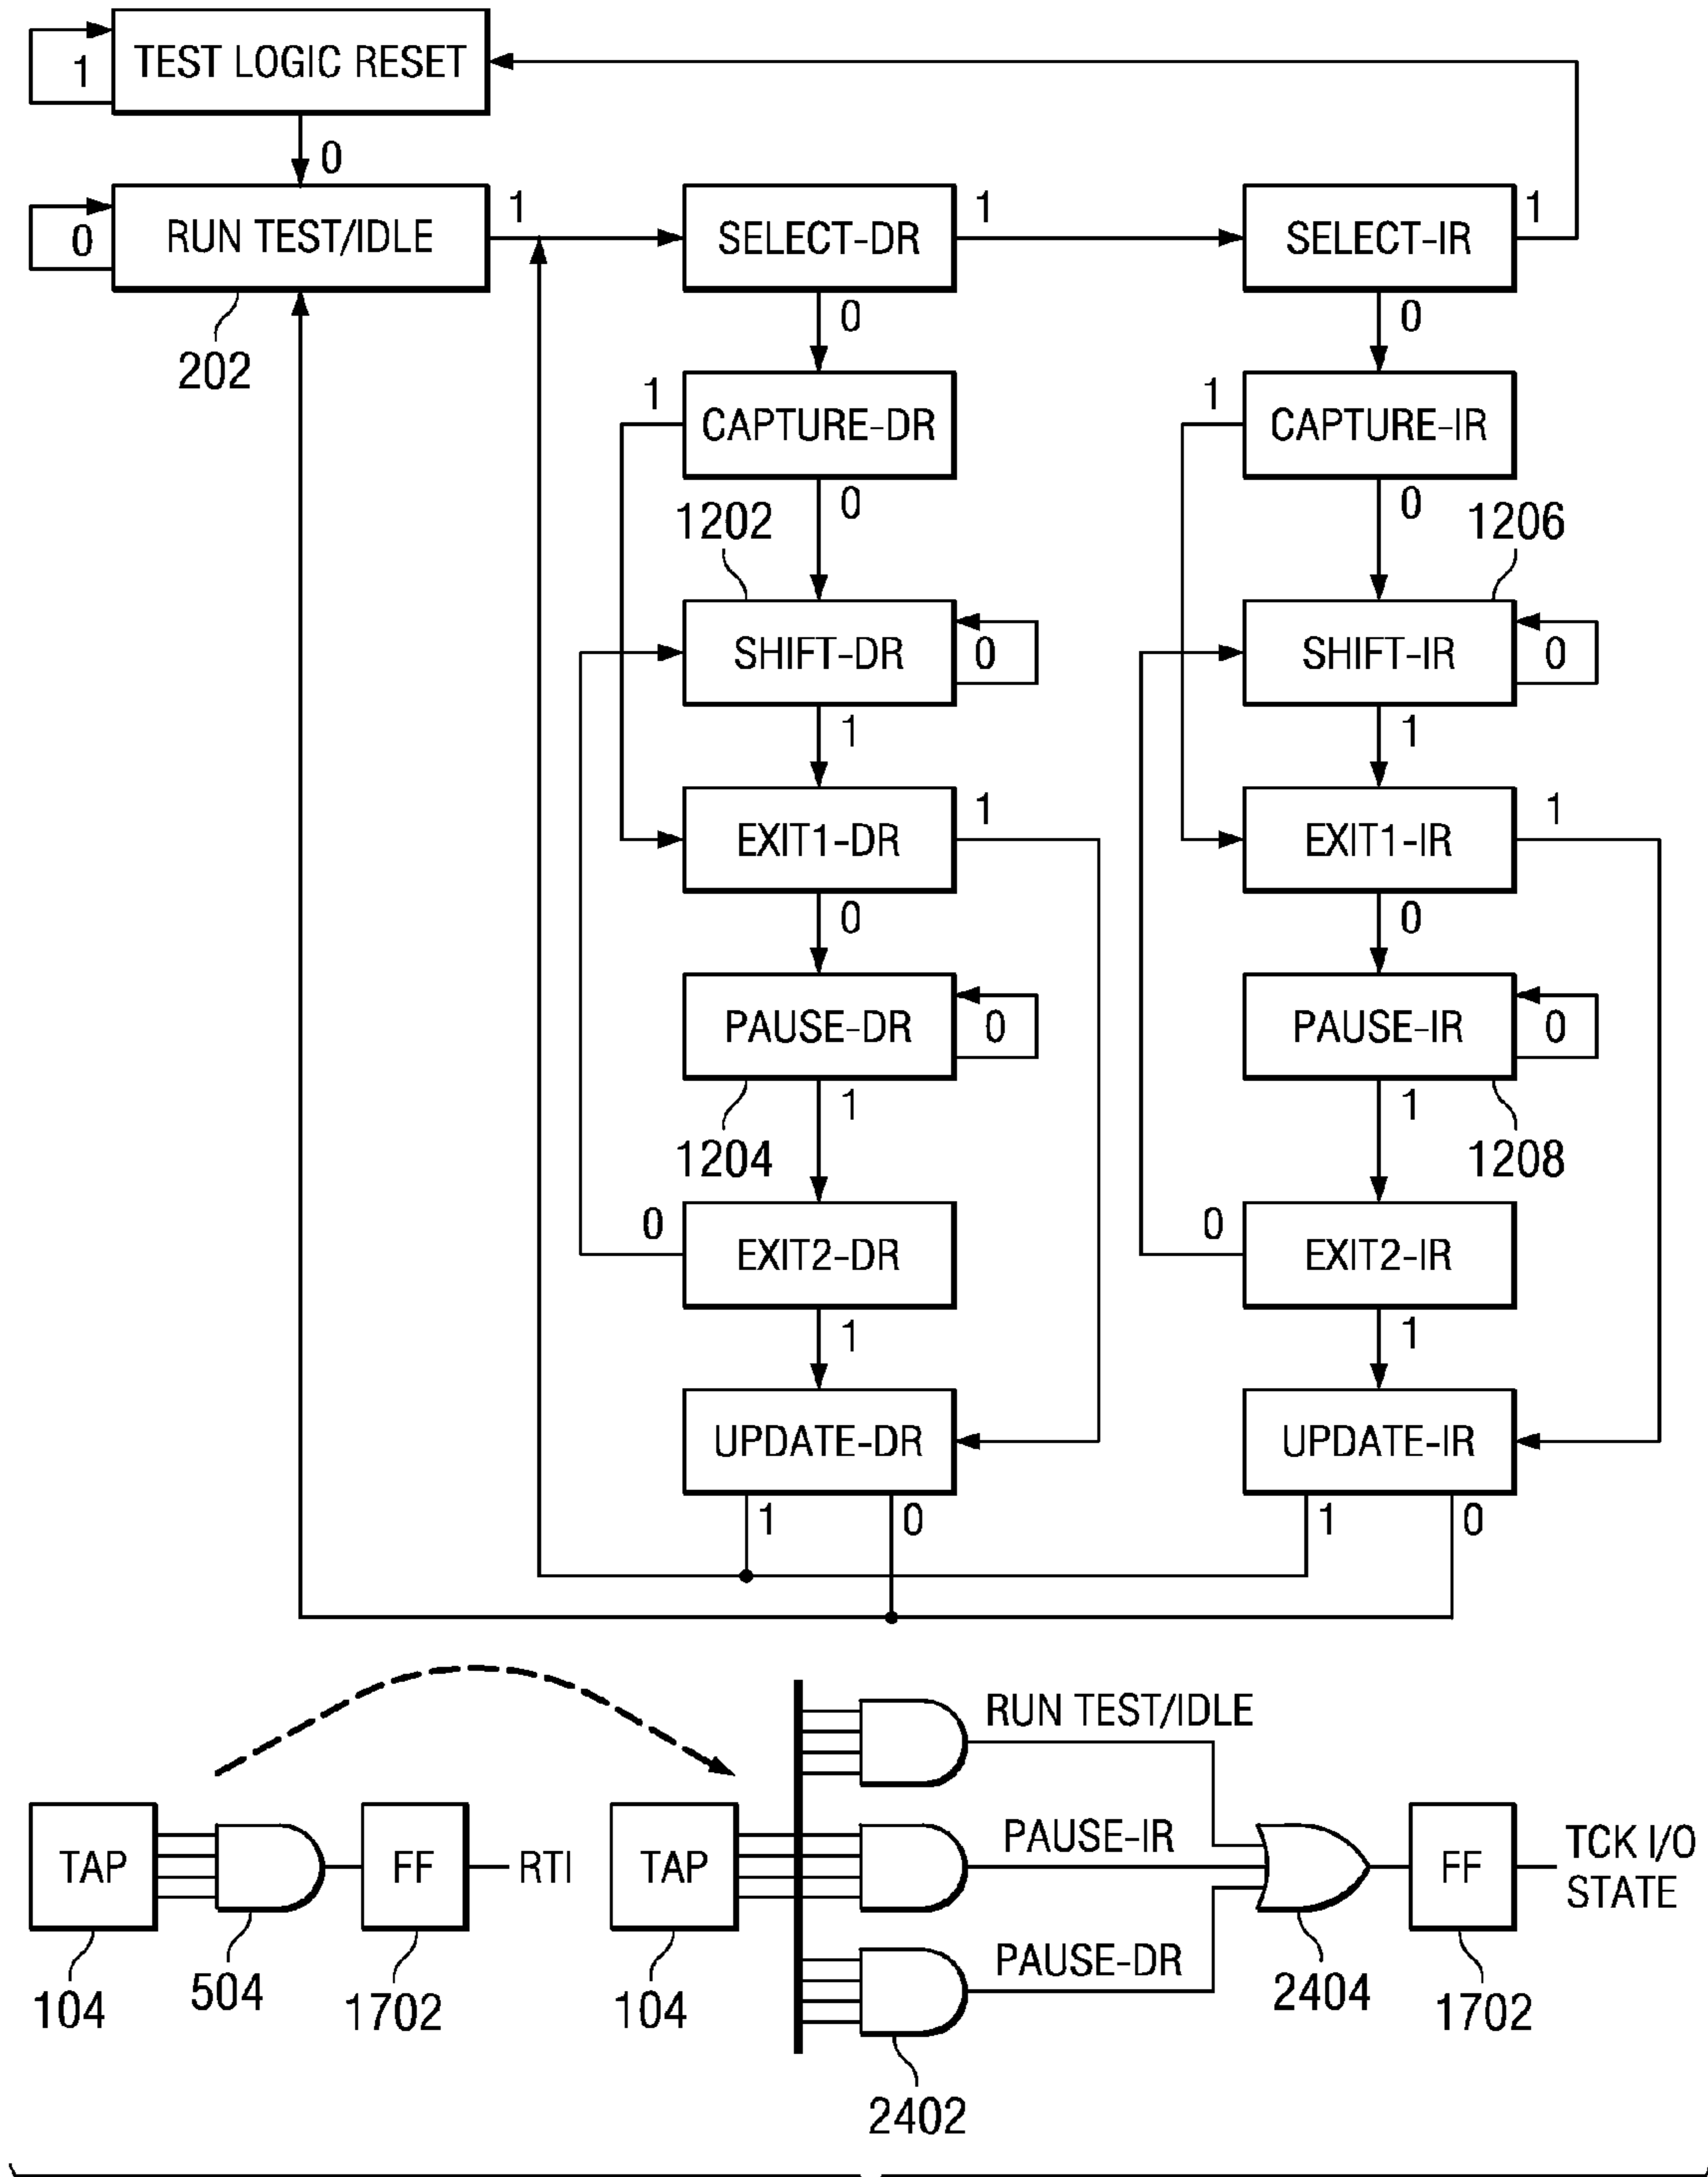 TEST LOGIC RESET
1
0
RUN TEST/IDLE
0
1
202
SELECT-DR
1
0
SELECT-IR
1
0
CAPTURE-DR
1
0
CAPTURE-IR
1
0
1202
1206
SHIFT-DR
0
1
SHIFT-IR
0
1
EXIT1-DR
1
0
EXIT1-IR
1
0
PAUSE-DR
0
1
PAUSE-IR
0
1
1204
1208
EXIT2-DR
0
1
EXIT2-IR
0
1
UPDATE-DR
1
0
UPDATE-IR
1
0
TAP
FF
RTI
104
504
1702
TAP
RUN TEST/IDLE
PAUSE-IR
PAUSE-DR
FF
TCK I/O
STATE
104
2404
1702
2402